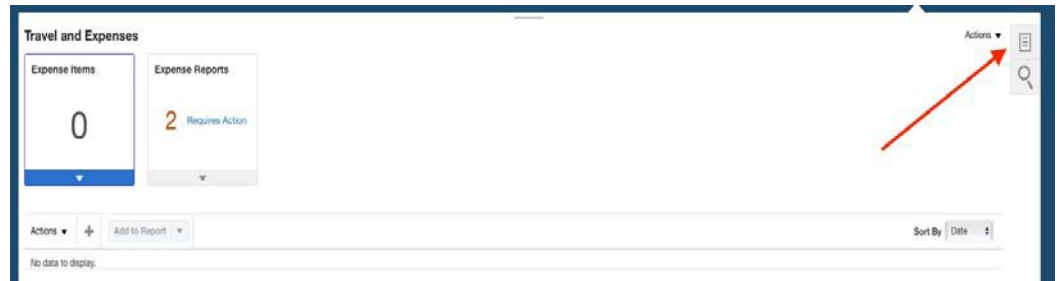 Travel and Expenses
Actions ▼
Expense Items
Expense Reports
0
2 Requires Action
Actions ▼
Add to Report
Sort By Date
No data to display.